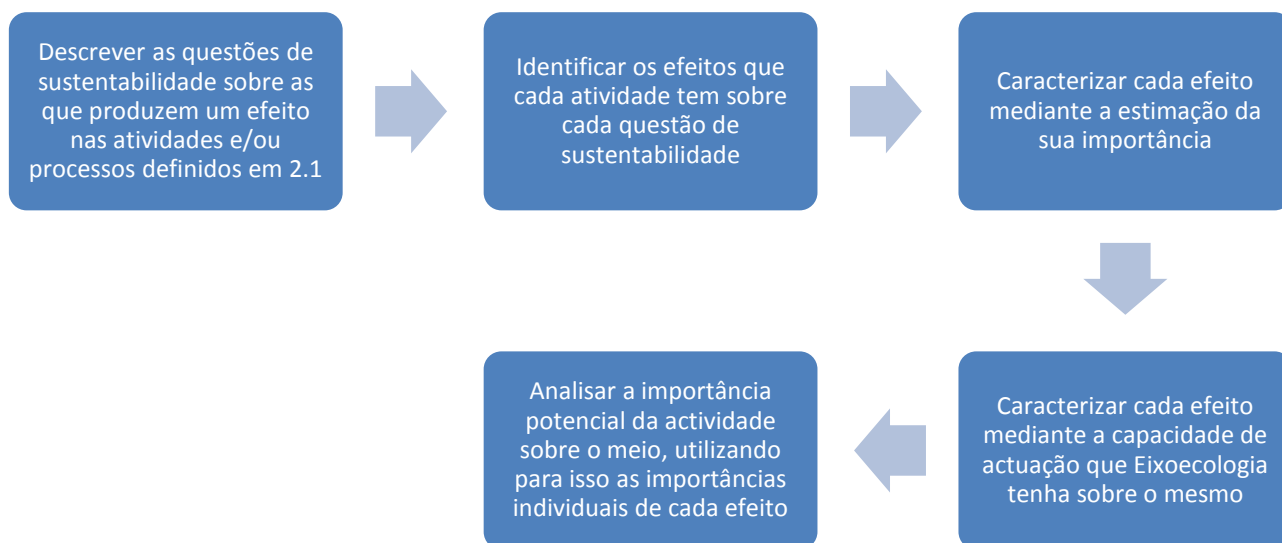 Descrever as questões de
sustentabilidade sobre as
que produzem um efeito
nas atividades e/ou
processos definidos em 2.1
Identificar os efeitos que
cada atividade tem sobre
cada questão de
sustentabilidade
Caracterizar cada efeito
mediante a estimação da
sua importância
Caracterizar cada efeito
mediante a capacidade de
actuação que Eixoecologia
tenha sobre o mesmo
Analisar a importância
potencial da actividade
sobre o meio, utilizando
para isso as importâncias
individuais de cada efeito